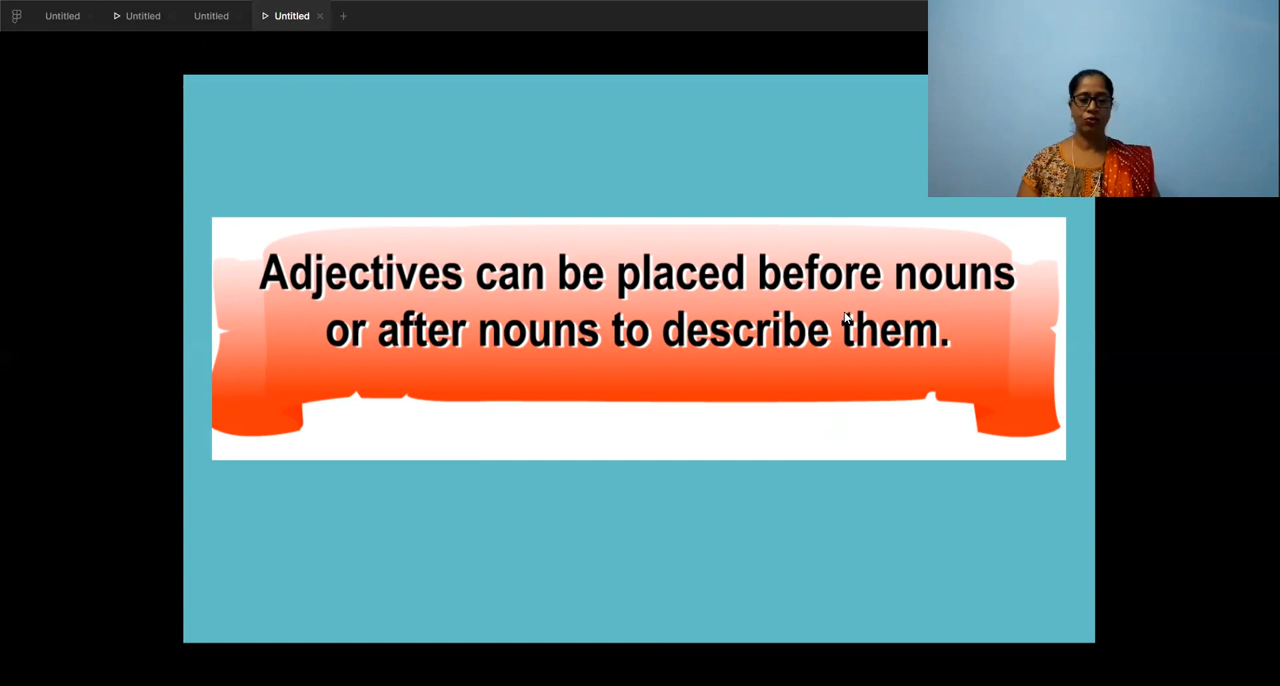 Untitled Untitled Untitled Untitled
Adjectives can be placed before nouns
or after nouns to describe them.